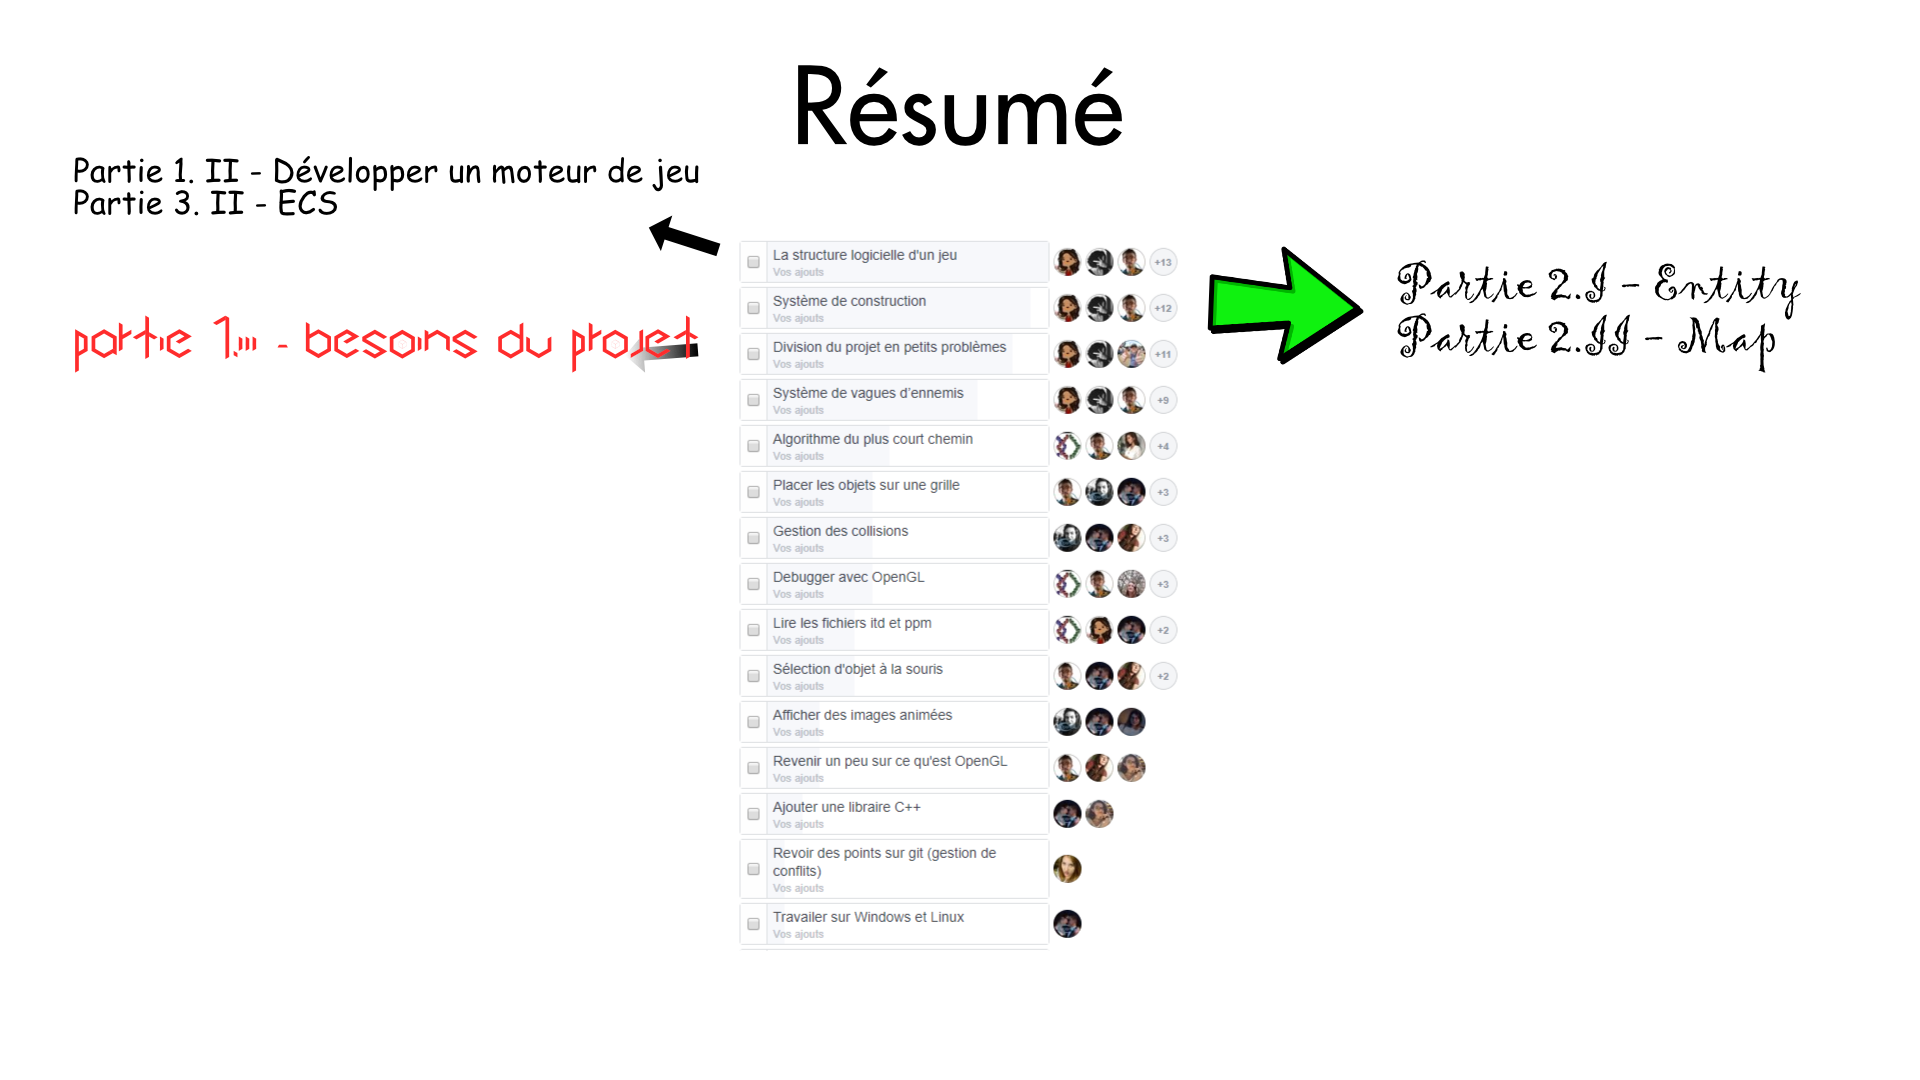 Résumé
Partie 1. II - Développer un moteur de jeu
Partie 3. II - ECS
partie 1.III - besoins du projet
La structure logicielle d'un jeu
Vos ajouts
+13
Système de construction
Vos ajouts
+12
Division du projet en petits problèmes
Vos ajouts
+11
Système de vagues d'ennemis
Vos ajouts
+9
Algorithme du plus court chemin
Vos ajouts
+4
Placer les objets sur une grille
Vos ajouts
+3
Gestion des collisions
Vos ajouts
+3
Debugger avec OpenGL
Vos ajouts
+3
Lire les fichiers itd et ppm
Vos ajouts
+2
Sélection d'objet à la souris
Vos ajouts
+2
Afficher des images animées
Vos ajouts
Revenir un peu sur ce qu'est OpenGL
Vos ajouts
Ajouter une libraire C++
Vos ajouts
Revoir des points sur git (gestion de
conflits)
Vos ajouts
Travailer sur Windows et Linux
Vos ajouts
Partie 2.I - Entity
Partie 2.II - Map